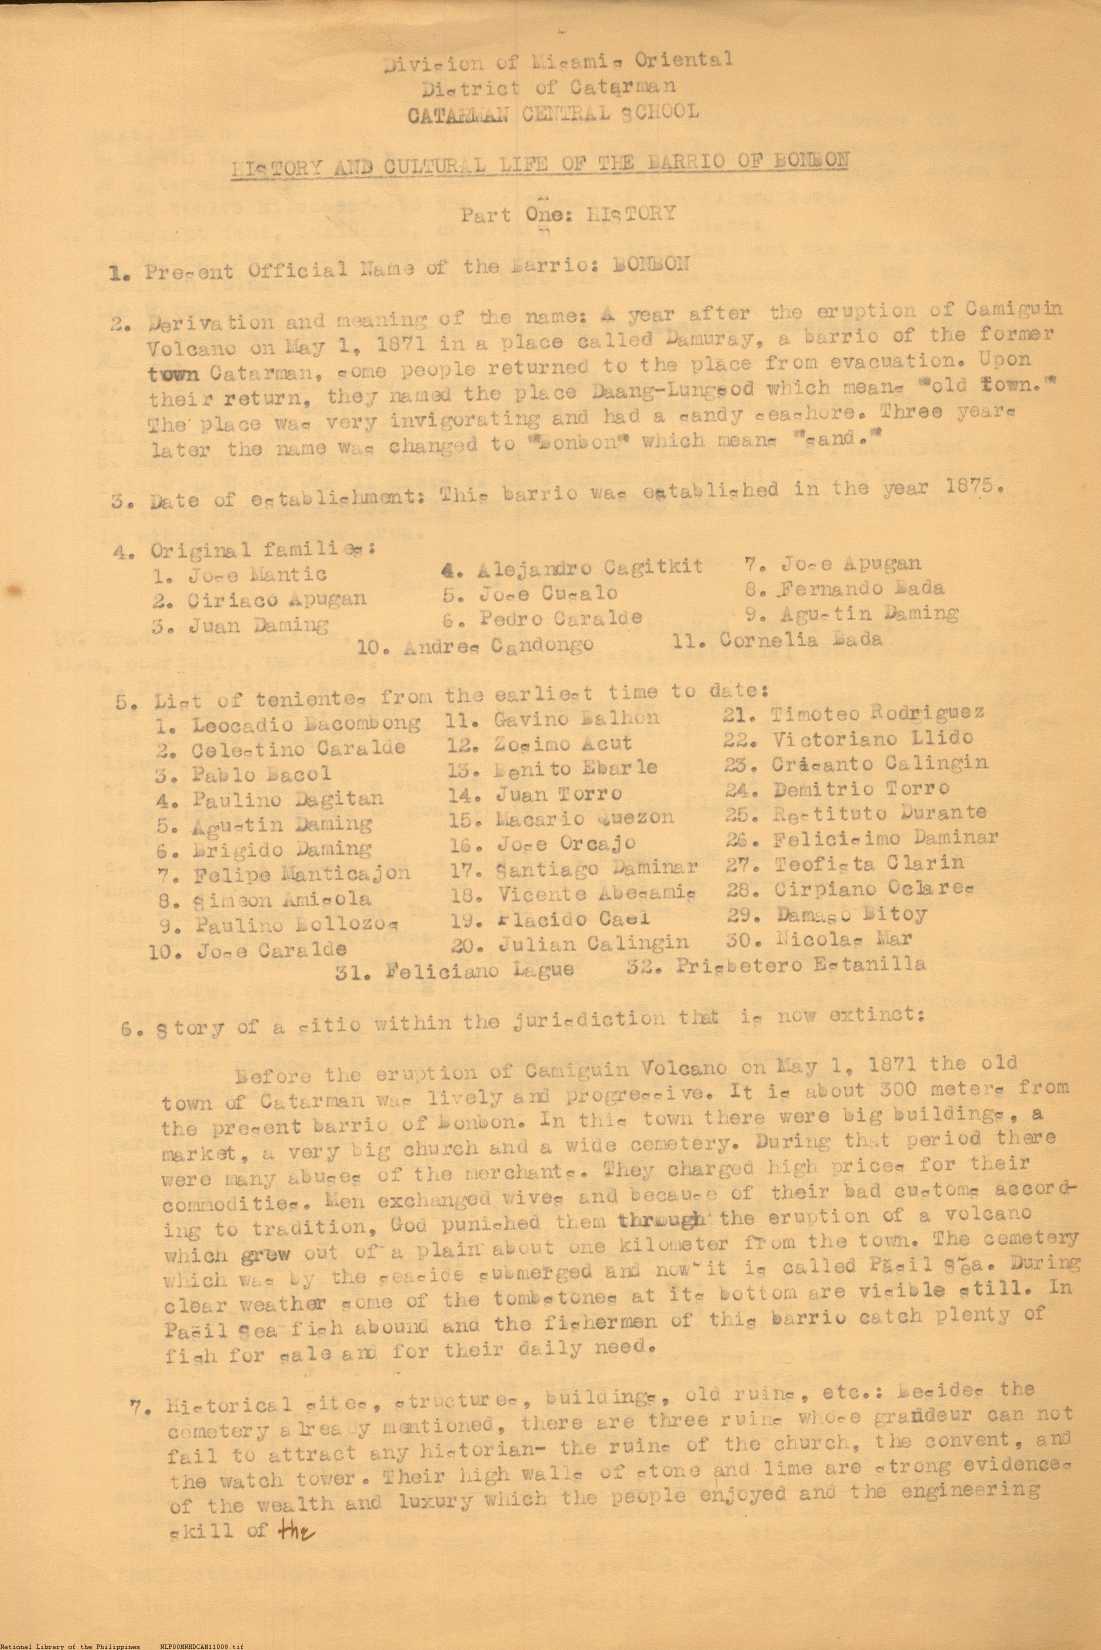 Division of Misamis Oriental
District of Catarman
CATARMAN CENTRAL SCHOOL
HISTORY AND CULTURAL LIFE OF THE BARRIO OF BONBON
Part One: HISTORY
1. Present Official Name of the Barrio: BONBON
2. Derivation and meaning of the name: A year after the eruption of Camiguin
Volcano on May 1, 1871 in a place called Damuray, a barrio of the former
town Catarman, some people returned to the place from evacuation. Upon
their return, they named the place Daang-Lungsod which means "old town."
The place was very invigorating and had a sandy seashore. Three years
later the name was changed to "Bonbon" which means "sand."
3. Date of establishment: This barrio was established in the year 1875.
4. Original families:
1. Jose Mantic 4. Alejandro Cagitkit 7. Jose Apugan
2. Ciriaco Apugan 5. Jose Cusalo 8. Fernando Bada
3. Juan Daming 6. Pedro Caralde 9. Agustin Daming
10. Andres Candongo 11. Cornelia Bada
5. List of tenientes from the earliest time to date:
1. Leocadio Bacombong 11. Gavino Balhon 21. Timoteo Rodriguez
2. Celestino Caralde 12. Zosimo Acut 22. Victoriano Llido
3. Pablo Bacol 13. Benito Ebarle 23. Crisanto Calingin
4. Paulino Dagitan 14. Juan Torro 24. Demitrio Torro
5. Agustin Daming 15. Macario Quezon 25. Restituto Durante
6. Brigido Daming 16. Jose Orcajo 26. Felicisimo Daminar
7. Felipe Manticajon 17. Santiago Daminar 27. Teofista Clarin
8. Simeon Amisola 18. Vicente Abesamis 28. Cirpiano Oclares
9. Paulino Bollozos 19. Placido Cael 29. Damaso Bitoy
10. Jose Caralde 20. Julian Calingin 30. Nicolas Mar
31. Feliciano Lague 32. Prisbetero Estanilla
6. Story of a sitio within the jurisdiction that is now extinct:
Before the eruption of Camiguin Volcano on May 1, 1871 the old
town of Catarman was lively and progressive. It is about 300 meters from
the present barrio of Bonbon. In this town there were big buildings, a
market, a very big church and a wide cemetery. During that period there
were many abuses of the merchants. They charged high prices for their
commodities. Men exchanged wives and because of their bad customs accord-
ing to tradition, God punished them through the eruption of a volcano
which grew out of a plain about one kilometer from the town. The cemetery
which was by the seaside submerged and now it is called Pasil Sea. During
clear weather some of the tombstones at its bottom are visible still. In
Pasil Sea fish abound and the fishermen of this barrio catch plenty of
fish for sale and for their daily need.
7. Historical sites, structures, buildings, old ruins, etc.: Besides the
cemetery already mentioned, there are three ruins whose grandeur can not
fail to attract any historian- the ruins of the church, the convent, and
the watch tower. Their high walls of stone and lime are strong evidences
of the wealth and luxury which the people enjoyed and the engineering
skill of the
National Library of the Philippines NLP00MNHDCAB11008.tif